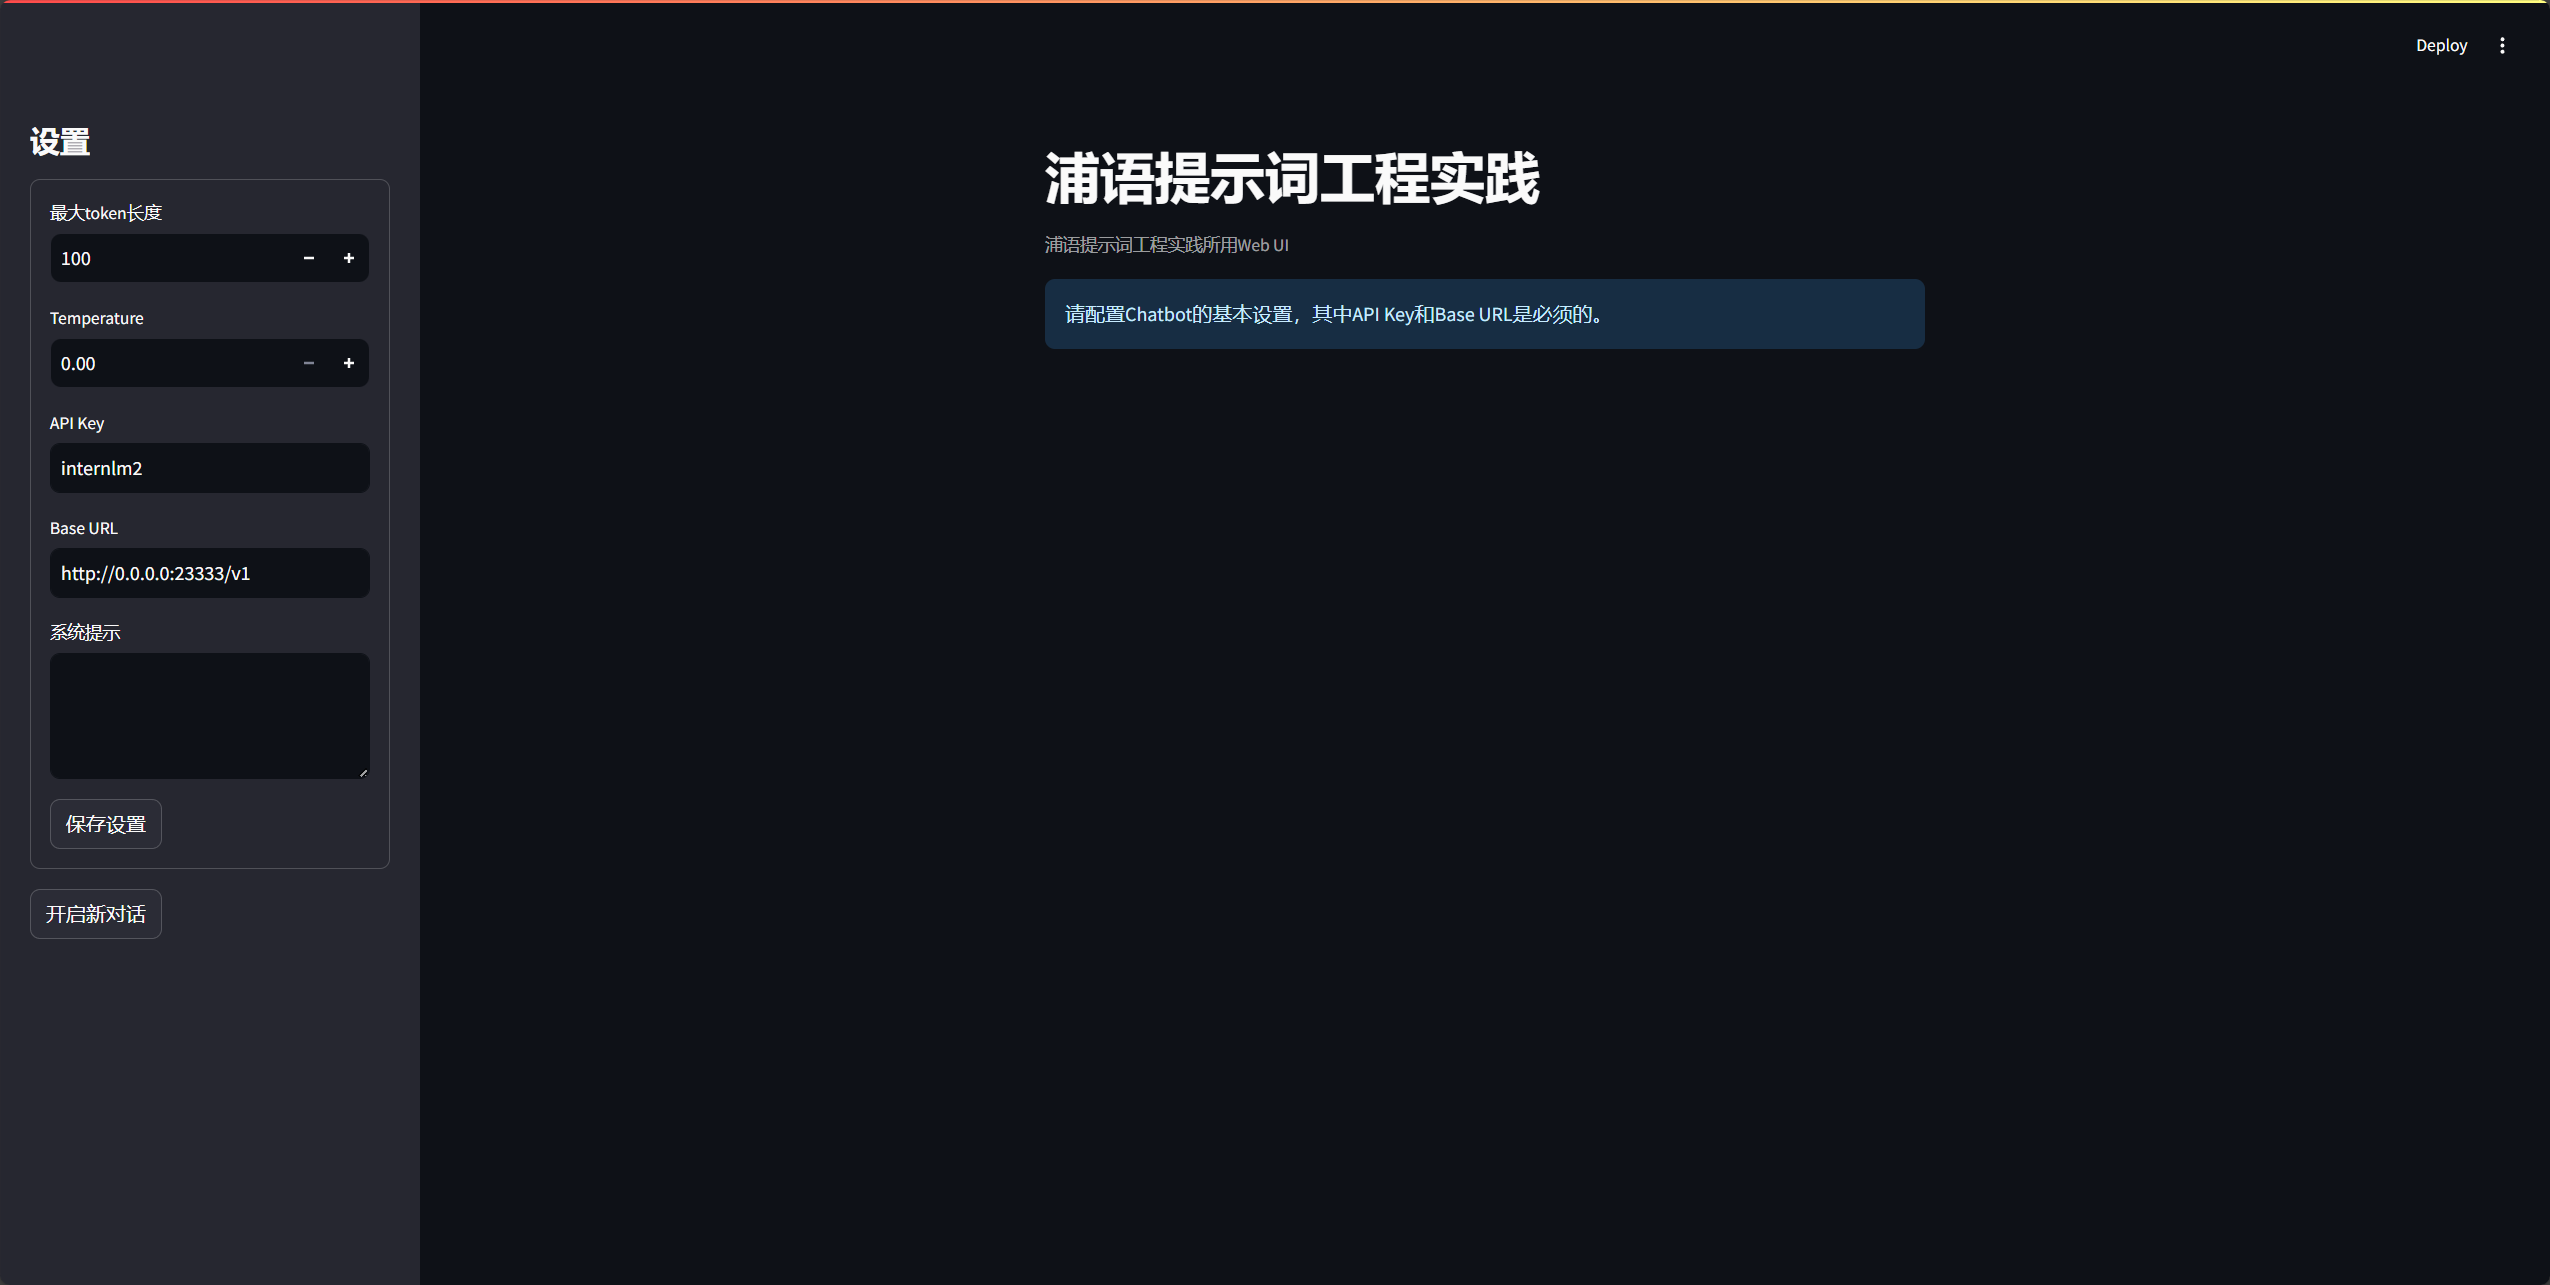 Deploy
设置
最大token长度
100
Temperature
0.00
API Key
internlm2
Base URL
http://0.0.0.0:23333/v1
系统提示
保存设置
开启新对话
浦语提示词工程实践
浦语提示词工程实践所用Web UI
请配置Chatbot的基本设置，其中API Key和Base URL是必须的。